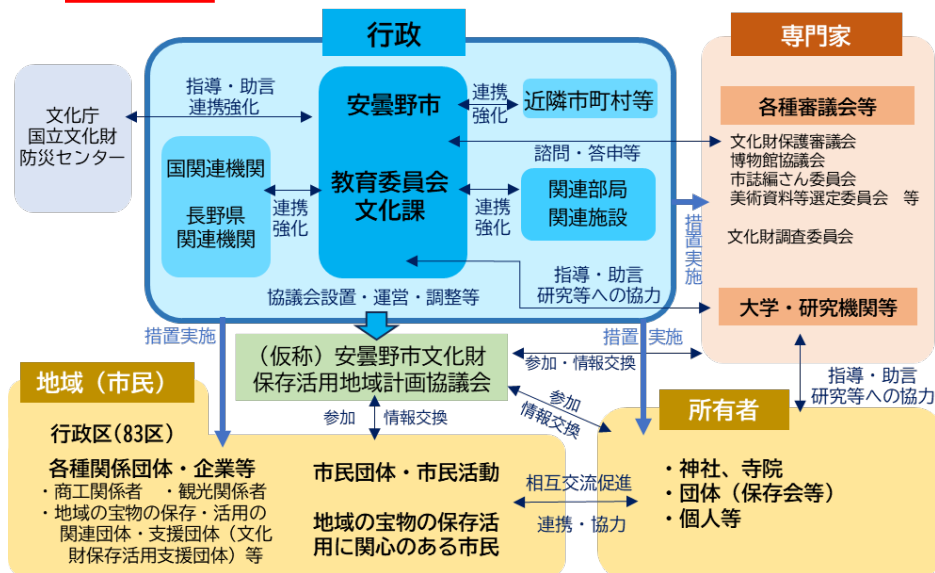 行政
専門家
文化庁
国立文化財
防災センター
指導・助言
連携強化
安曇野市
教育委員会
文化課
連携
強化
近隣市町村等
国関連機関
長野県
関連機関
連携
強化
諮問・答申等
連携
強化
関連部局
関連施設
指導・助言
研究等への協力
協議会設置・運営・調整等
各種審議会等
文化財保護審議会
博物館協議会
市誌編さん委員会
美術資料等選定委員会 等
文化財調査委員会
大学・研究機関等
措置実施
措置実施
措置 実施
(仮称)安曇野市文化財
保存活用地域計画協議会
参加・情報交換
参加
情報交換
参加 情報交換
指導・助言
研究等への協力
地域(市民)
行政区(83区)
各種関係団体・企業等
・商工関係者 ・観光関係者
・地域の宝物の保存・活用の
関連団体・支援団体(文化
財保存活用支援団体)等
市民団体・市民活動
地域の宝物の保存活
用に関心のある市民
相互交流促進
連携・協力
所有者
・神社、寺院
・団体(保存会等)
・個人等